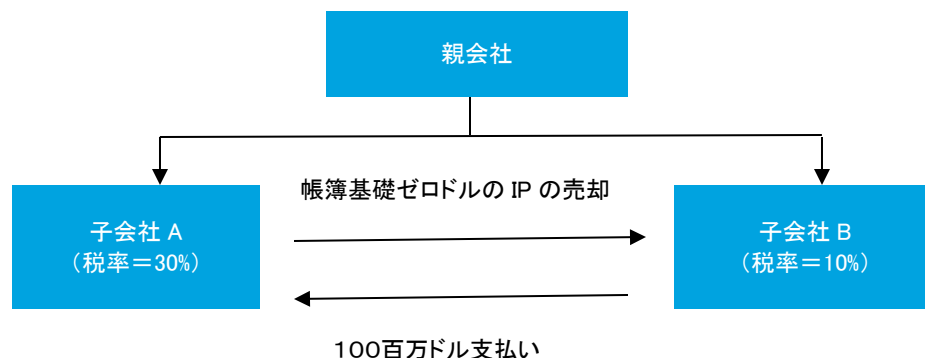 親会社
帳簿基礎ゼロドルの IP の売却
子会社 A
（税率＝30％）
子会社 B
（税率＝10％）
１００百万ドル支払い